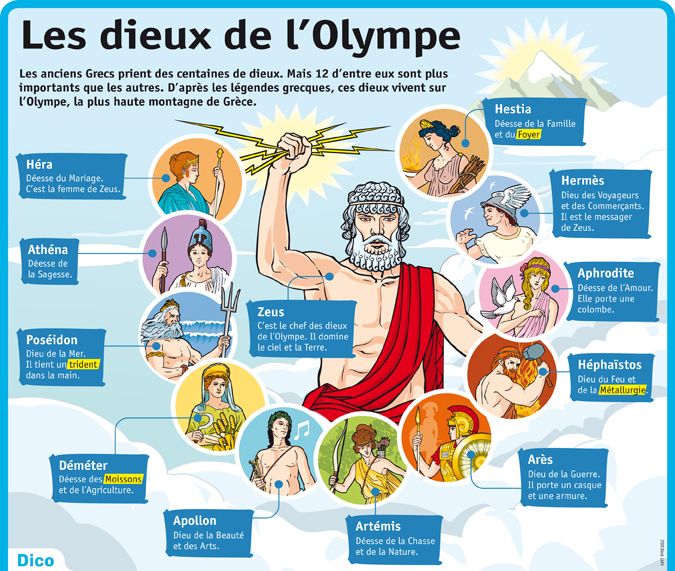 Les dieux de l'Olympe
Les anciens Grecs prient des centaines de dieux. Mais 12 d'entre eux sont plus
importants que les autres. D'après les légendes grecques, ces dieux vivent sur
l'Olympe, la plus haute montagne de Grèce.
Héra
Déesse du Mariage.
C'est la femme de Zeus.
Athéna
Déesse de
la Sagesse.
Poséidon
Dieu de la Mer.
Il tient un trident
dans la main.
Déméter
Déesse des Moissons
et de l'Agriculture.
Apollon
Dieu de la Beauté
et des Arts.
Zeus
C'est le chef des dieux
de l'Olympe. Il domine
le ciel et la Terre.
Artémis
Déesse de la Chasse
et de la Nature.
Hestia
Déesse de la Famille
et du Foyer
Hermès
Dieu des Voyageurs
et des Commerçants.
Il est le messager
de Zeus.
Aphrodite
Déesse de l'Amour.
Elle porte une
colombe.
Héphaïstos
Dieu du Feu et
de la Métallurgie.
Arès
Dieu de la Guerre.
Il porte un casque
et une armure.
Dico
ART PRESSE